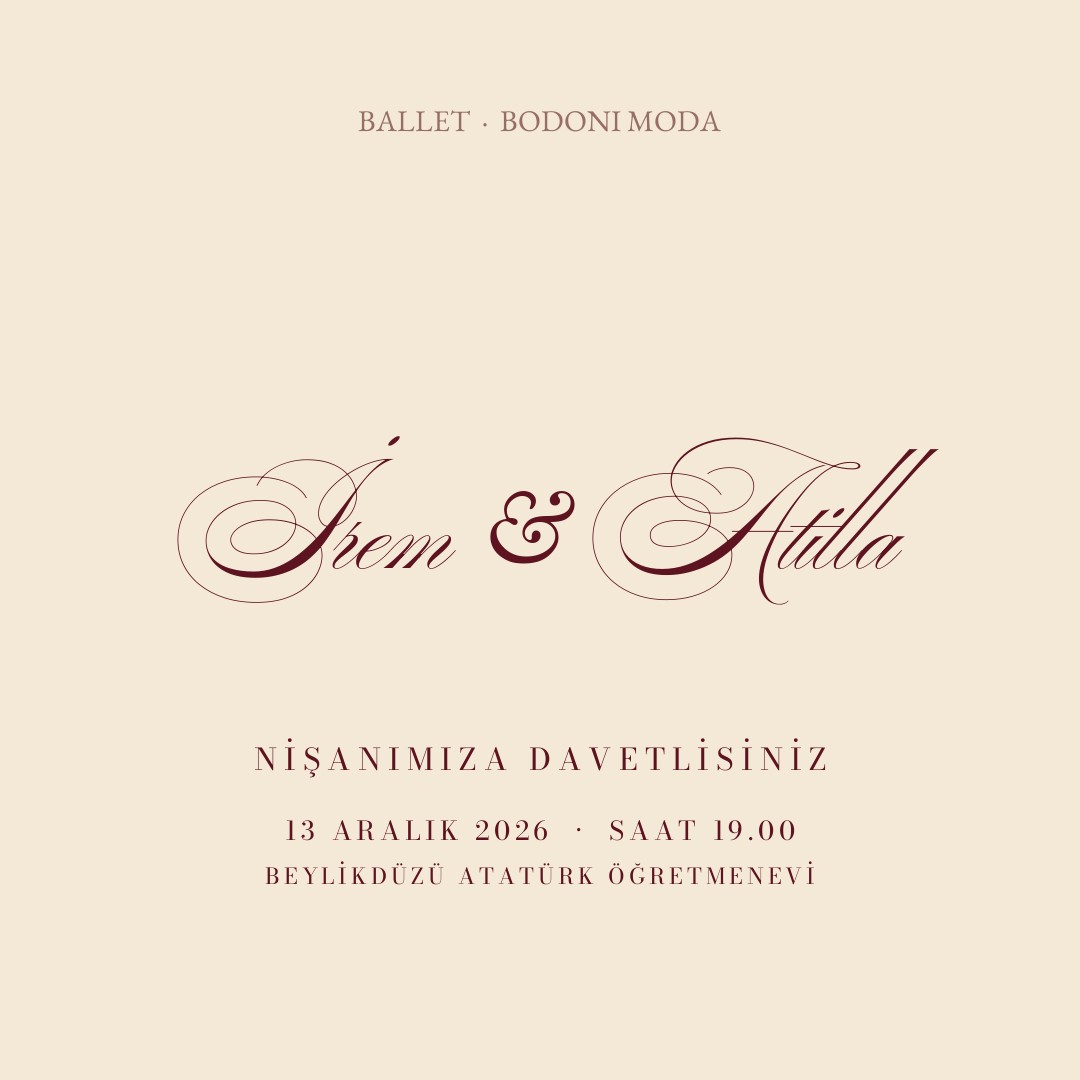 BALLET · BODONI MODA
İrem & Atilla
NİŞANIMIZA DAVETLİSİNİZ
13 ARALIK 2026 · SAAT 19.00
BEYLİKDÜZÜ ATATÜRK ÖĞRETMENEVİ